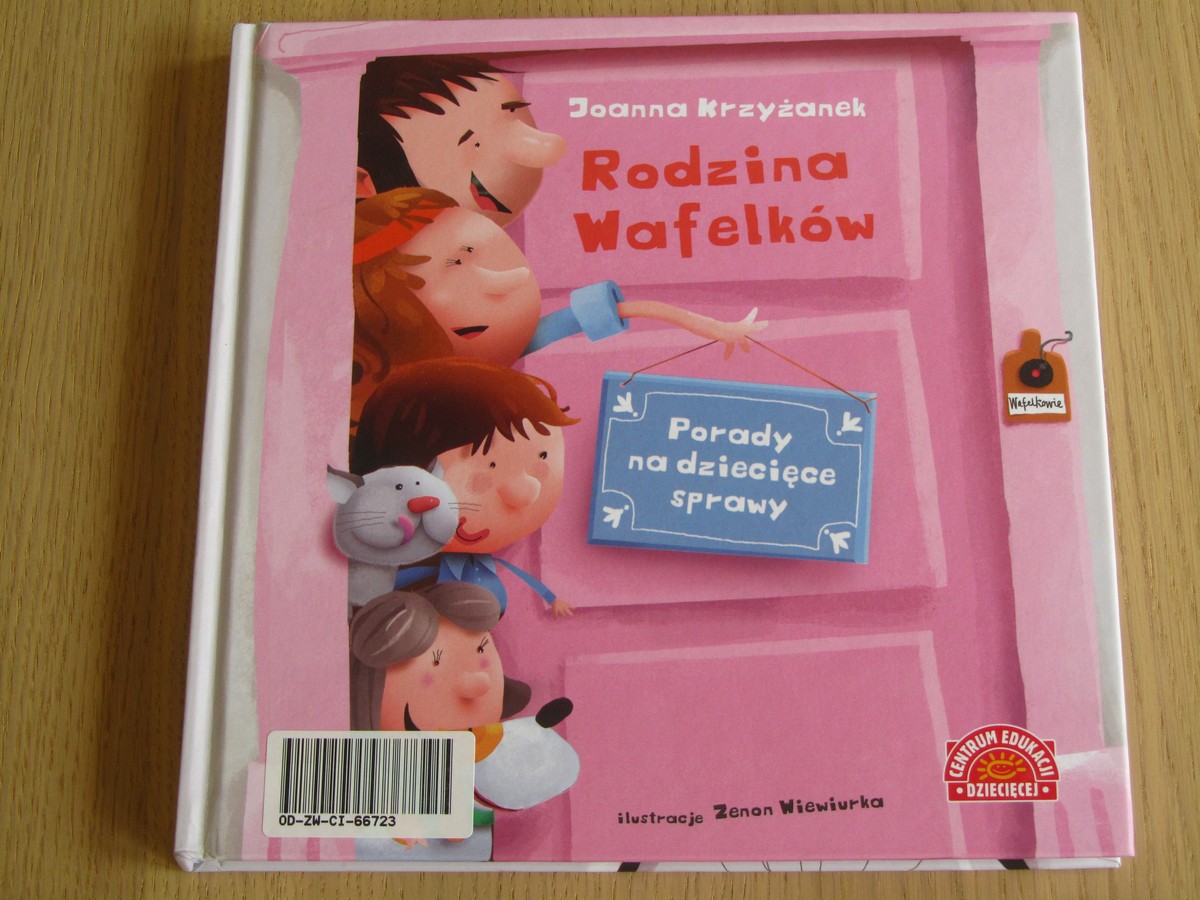 Joanna Krzyżanek
Rodzina
Wafelków
Wafelkowie
Porady
na dziecięce
sprawy
CENTRUM EDUKACJI
• DZIECIĘCEJ •
OD-ZW-CI-66723
ilustracje Zenon Wiewiurka